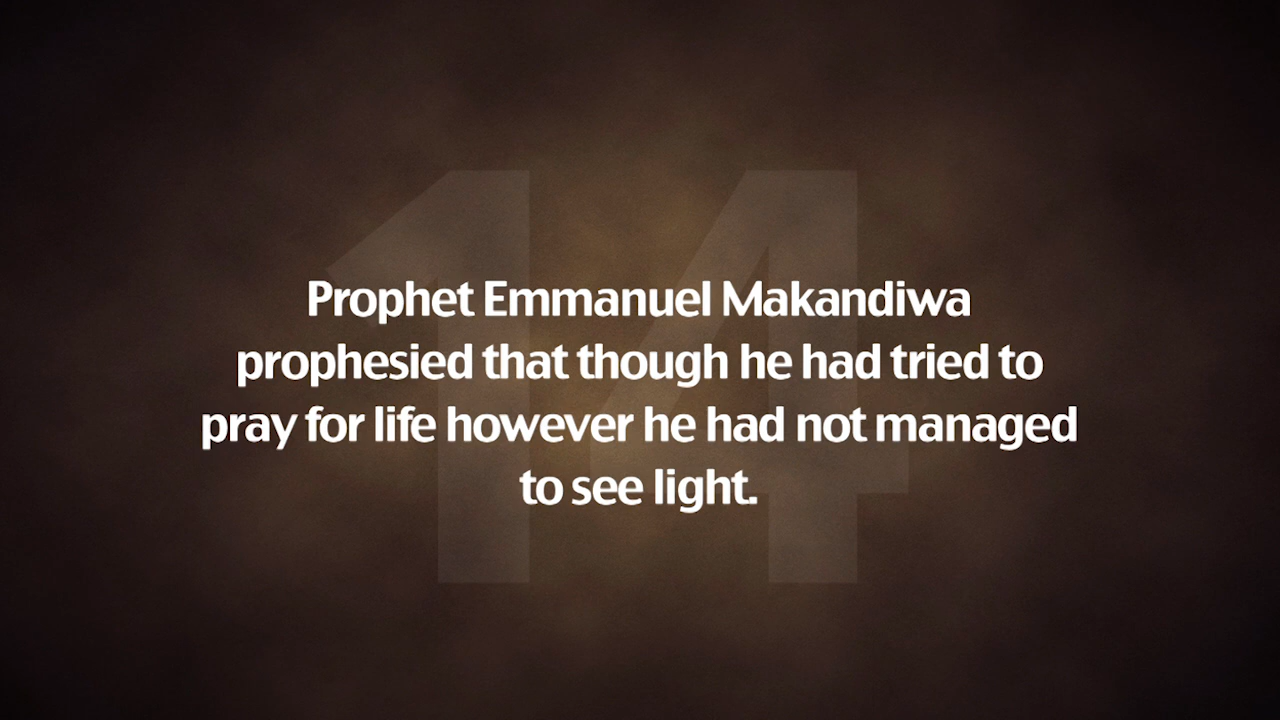 14
Prophet Emmanuel Makandiwa
prophesied that though he had tried to
pray for life however he had not managed
to see light.